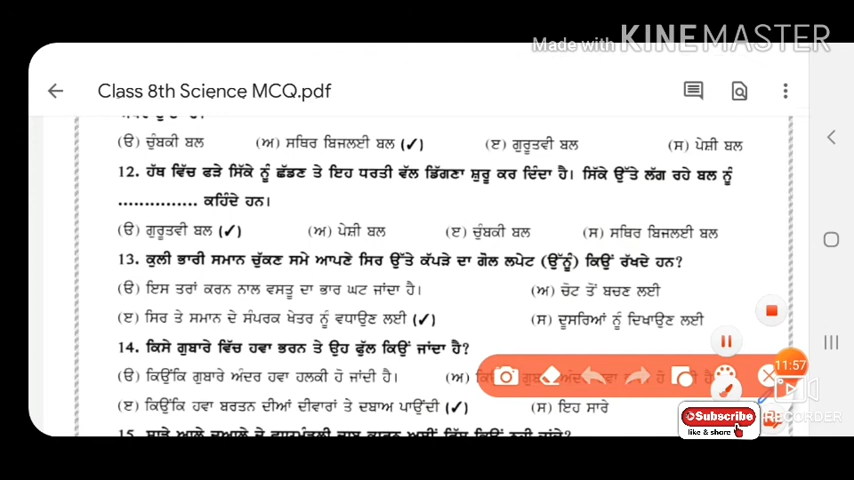 Made with KINEMASTER
Class 8th Science MCQ.pdf
(ੳ) ਚੁੰਬਕੀ ਬਲ (ਅ) ਸਥਿਰ ਬਿਜਲਈ ਬਲ (✓) (ੲ) ਗੁਰੂਤਵੀ ਬਲ (ਸ) ਪੇਸ਼ੀ ਬਲ
12. ਹੱਥ ਵਿੱਚ ਫੜੇ ਸਿੱਕੇ ਨੂੰ ਛੱਡਣ ਤੇ ਇਹ ਧਰਤੀ ਵੱਲ ਡਿੱਗਣਾ ਸ਼ੁਰੂ ਕਰ ਦਿੰਦਾ ਹੈ। ਸਿੱਕੇ ਉੱਤੇ ਲੱਗ ਰਹੇ ਬਲ ਨੂੰ
............... ਕਹਿੰਦੇ ਹਨ।
(ੳ) ਗੁਰੂਤਵੀ ਬਲ (✓) (ਅ) ਪੇਸ਼ੀ ਬਲ (ੲ) ਚੁੰਬਕੀ ਬਲ (ਸ) ਸਥਿਰ ਬਿਜਲਈ ਬਲ
13. ਕੁਲੀ ਭਾਰੀ ਸਮਾਨ ਚੁੱਕਣ ਸਮੇ ਆਪਣੇ ਸਿਰ ਉੱਤੇ ਕੱਪੜੇ ਦਾ ਗੋਲ ਲਪੇਟ (ਉੱਨੂੰ) ਕਿਉਂ ਰੱਖਦੇ ਹਨ?
(ੳ) ਇਸ ਤਰਾਂ ਕਰਨ ਨਾਲ ਵਸਤੂ ਦਾ ਭਾਰ ਘਟ ਜਾਂਦਾ ਹੈ। (ਅ) ਚੋਟ ਤੋਂ ਬਚਣ ਲਈ
(ੲ) ਸਿਰ ਤੇ ਸਮਾਨ ਦੇ ਸੰਪਰਕ ਖੇਤਰ ਨੂੰ ਵਧਾਉਣ ਲਈ (✓) (ਸ) ਦੂਸਰਿਆਂ ਨੂੰ ਦਿਖਾਉਣ ਲਈ
14. ਕਿਸੇ ਗੁਬਾਰੇ ਵਿੱਚ ਹਵਾ ਭਰਨ ਤੇ ਉਹ ਫੁੱਲ ਕਿਉਂ ਜਾਂਦਾ ਹੈ?
(ੳ) ਕਿਉਂਕਿ ਗੁਬਾਰੇ ਅੰਦਰ ਹਵਾ ਹਲਕੀ ਹੋ ਜਾਂਦੀ ਹੈ। (ਅ)
11:57
(ੲ) ਕਿਉਂਕਿ ਹਵਾ ਬਰਤਨ ਦੀਆਂ ਦੀਵਾਰਾਂ ਤੇ ਦਬਾਅ ਪਾਉਂਦੀ (✓) (ਸ) ਇਹ ਸਾਰੇ
Subscribe
like & share
RECORDER